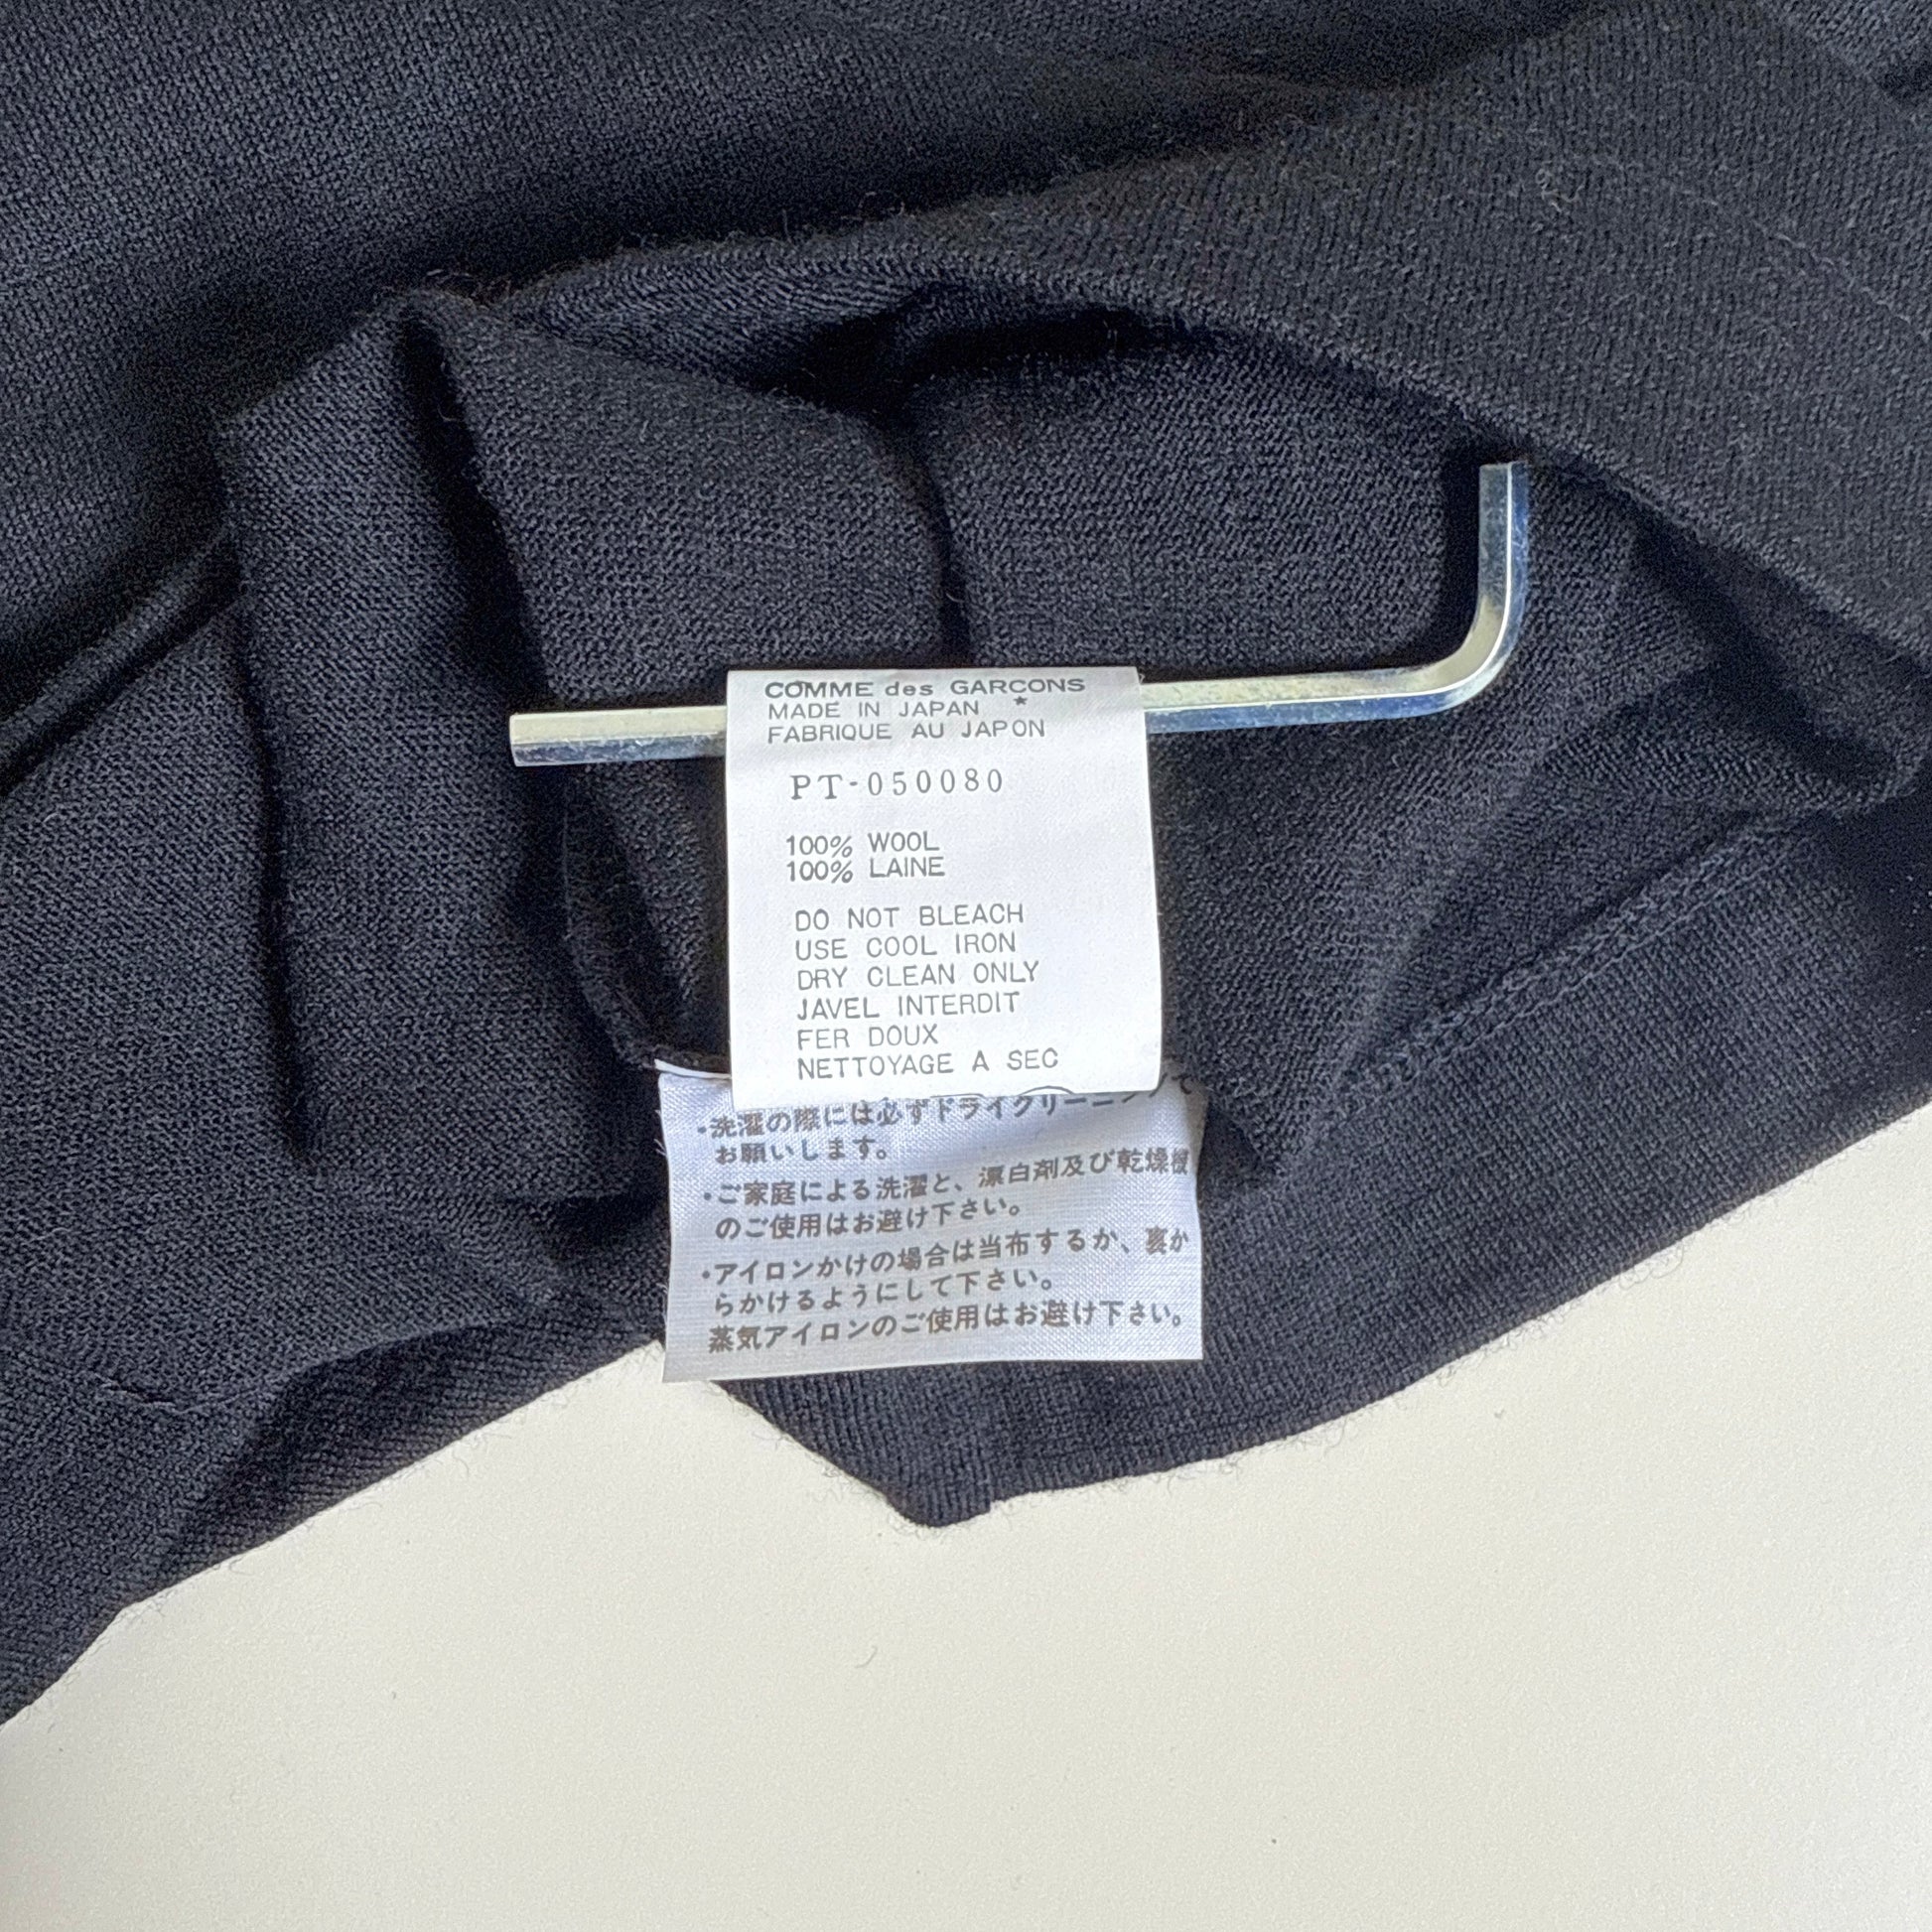 COMME des GARCONS
MADE IN JAPAN ★
FABRIQUE AU JAPON
PT-050080
100% WOOL
100% LAINE
DO NOT BLEACH
USE COOL IRON
DRY CLEAN ONLY
JAVEL INTERDIT
FER DOUX
NETTOYAGE A SEC
・洗濯の際には必ずドライクリーニングで
お願いします。
・ご家庭による洗濯と、漂白剤及び乾燥機
のご使用はお避け下さい。
・アイロンかけの場合は当布するか、裏か
らかけるようにして下さい。
蒸気アイロンのご使用はお避け下さい。